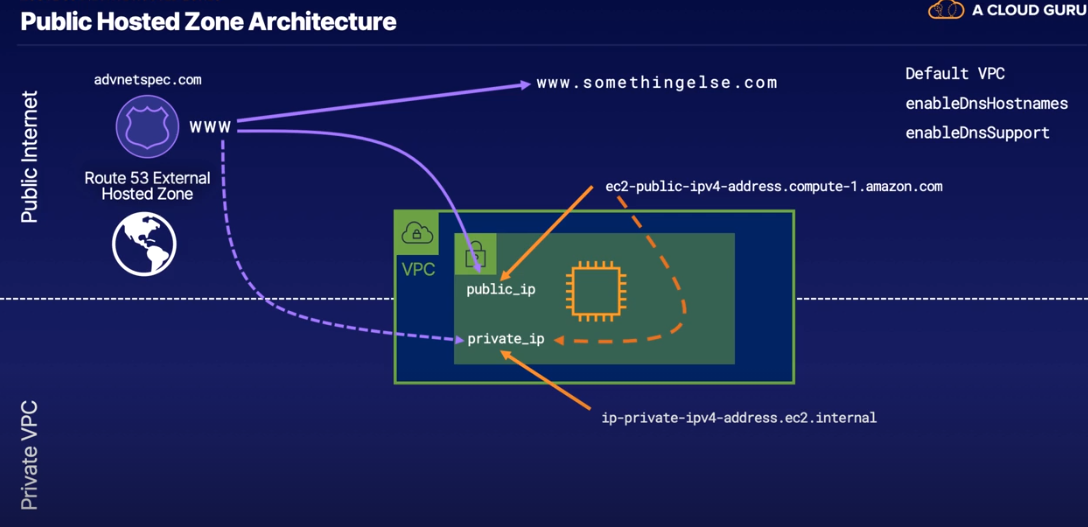 Public Hosted Zone Architecture
A CLOUD GURU
Public Internet
advnetspec.com
www
Route 53 External
Hosted Zone
www.somethingelse.com
Default VPC
enableDnsHostnames
enableDnsSupport
ec2-public-ipv4-address.compute-1.amazon.com
VPC
public_ip
private_ip
ip-private-ipv4-address.ec2.internal
Private VPC